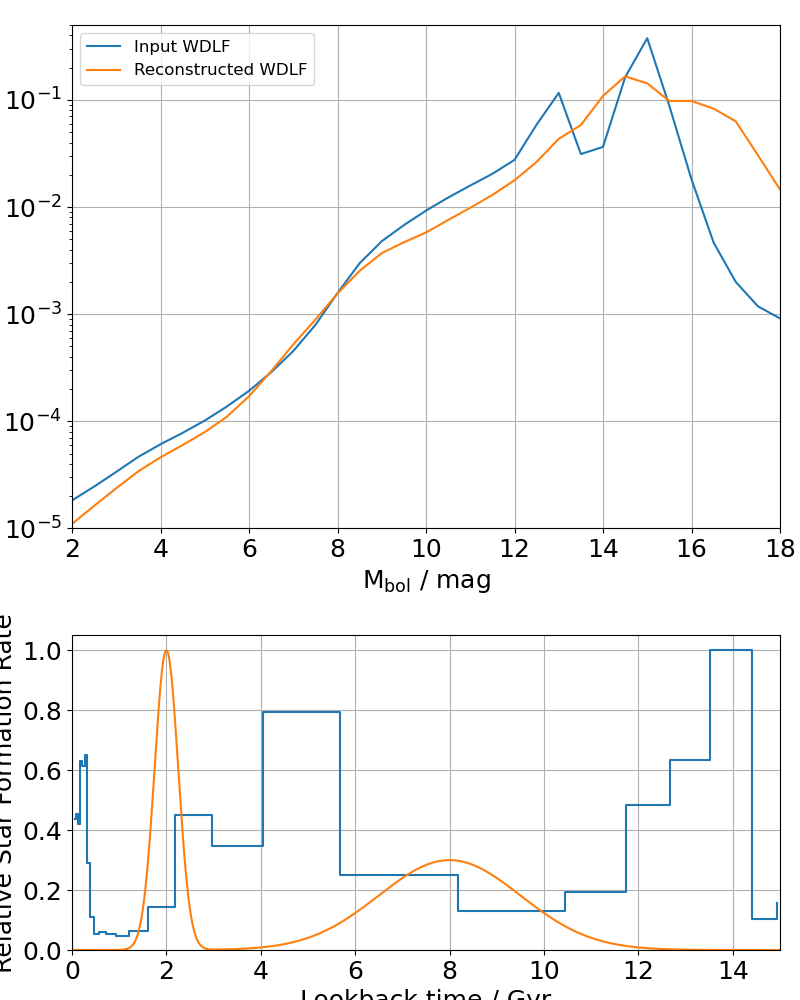 Input WDLF
Reconstructed WDLF
10⁻¹
10⁻²
10⁻³
10⁻⁴
10⁻⁵
2 4 6 8 10 12 14 16 18
M_bol / mag
Relative Star Formation Rate
1.0
0.8
0.6
0.4
0.2
0.0
0 2 4 6 8 10 12 14
Lookback time / Gyr